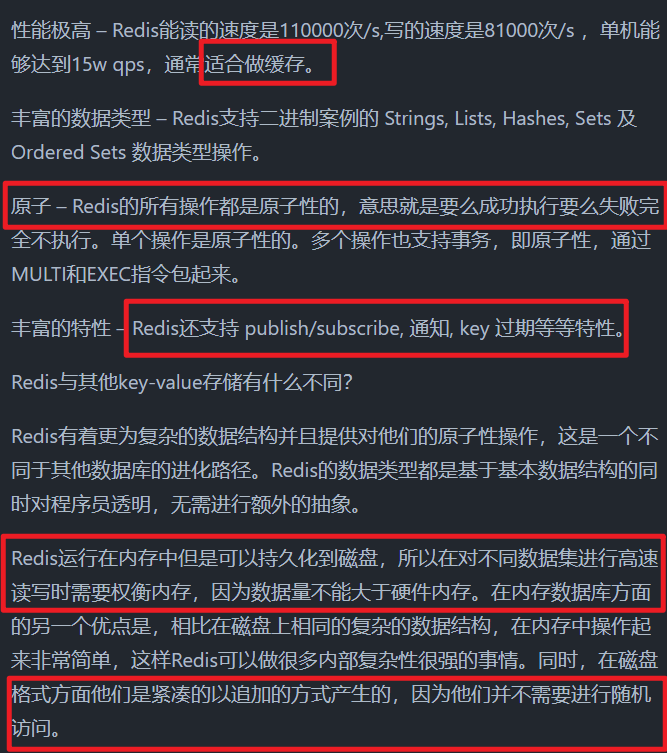 性能极高 – Redis能读的速度是110000次/s,写的速度是81000次/s ，单机能
够达到15w qps，通常适合做缓存。
丰富的数据类型 – Redis支持二进制案例的 Strings, Lists, Hashes, Sets 及
Ordered Sets 数据类型操作。
原子 – Redis的所有操作都是原子性的，意思就是要么成功执行要么失败完
全不执行。单个操作是原子性的。多个操作也支持事务，即原子性，通过
MULTI和EXEC指令包起来。
丰富的特性 – Redis还支持 publish/subscribe, 通知, key 过期等等特性。
Redis与其他key-value存储有什么不同？
Redis有着更为复杂的数据结构并且提供对他们的原子性操作，这是一个不
同于其他数据库的进化路径。Redis的数据类型都是基于基本数据结构的同
时对程序员透明，无需进行额外的抽象。
Redis运行在内存中但是可以持久化到磁盘，所以在对不同数据集进行高速
读写时需要权衡内存，因为数据量不能大于硬件内存。在内存数据库方面
的另一个优点是，相比在磁盘上相同的复杂的数据结构，在内存中操作起
来非常简单，这样Redis可以做很多内部复杂性很强的事情。同时，在磁盘
格式方面他们是紧凑的以追加的方式产生的，因为他们并不需要进行随机
访问。